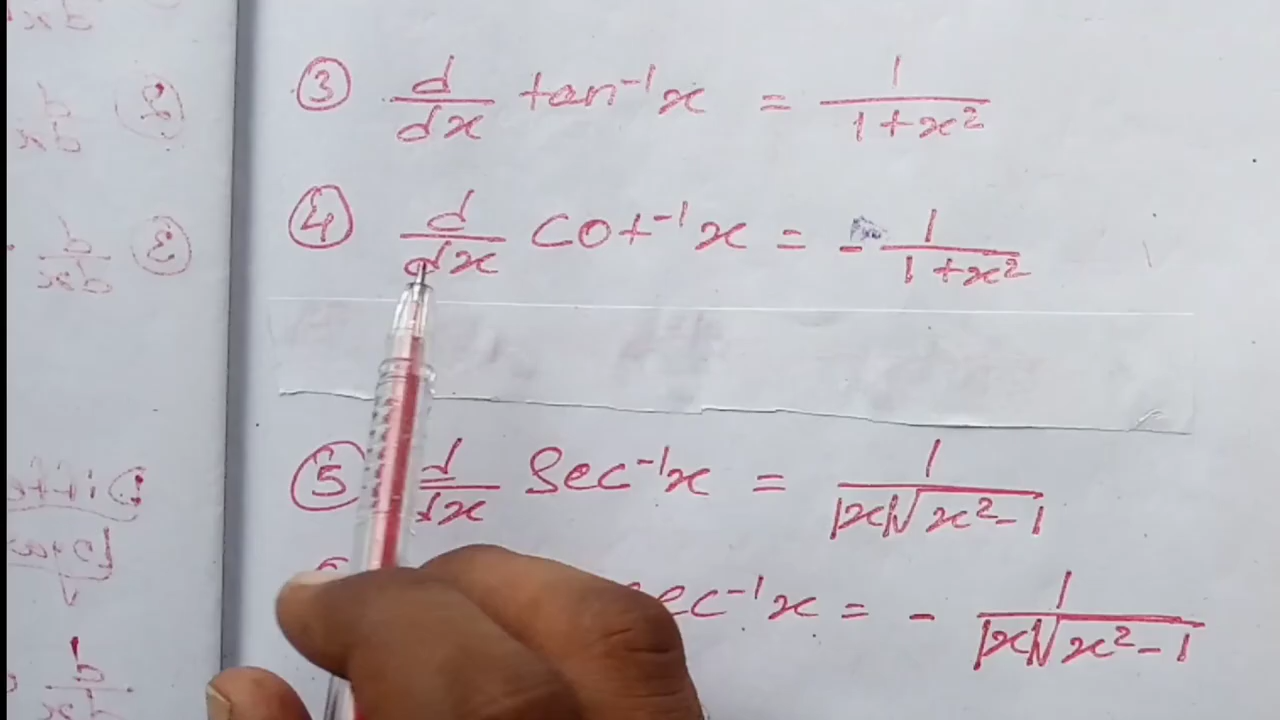 ③ d/dx tan⁻¹x = 1/(1+x²)
④ d/dx cot⁻¹x = - 1/(1+x²)
⑤ d/dx Sec⁻¹x = 1/(|x|√(x²-1))
sec⁻¹x = - 1/(|x|√(x²-1))